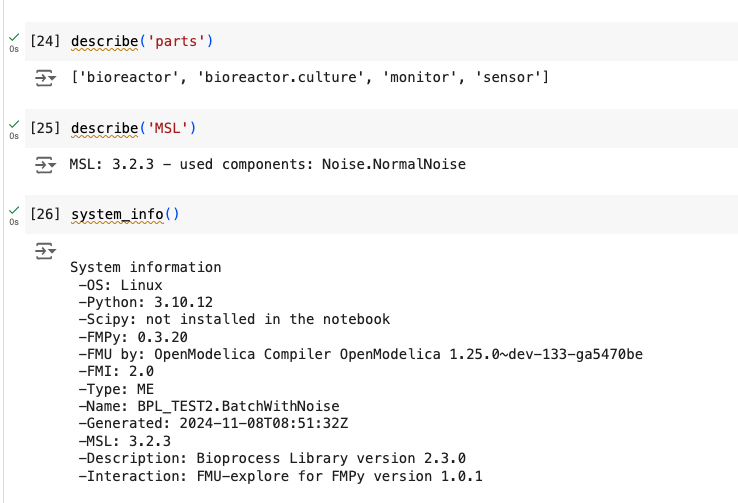 0s [24] describe('parts')
['bioreactor', 'bioreactor.culture', 'monitor', 'sensor']
0s [25] describe('MSL')
MSL: 3.2.3 – used components: Noise.NormalNoise
0s [26] system_info()
System information
-OS: Linux
-Python: 3.10.12
-Scipy: not installed in the notebook
-FMPy: 0.3.20
-FMU by: OpenModelica Compiler OpenModelica 1.25.0~dev-133-ga5470be
-FMI: 2.0
-Type: ME
-Name: BPL_TEST2.BatchWithNoise
-Generated: 2024-11-08T08:51:32Z
-MSL: 3.2.3
-Description: Bioprocess Library version 2.3.0
-Interaction: FMU-explore for FMPy version 1.0.1